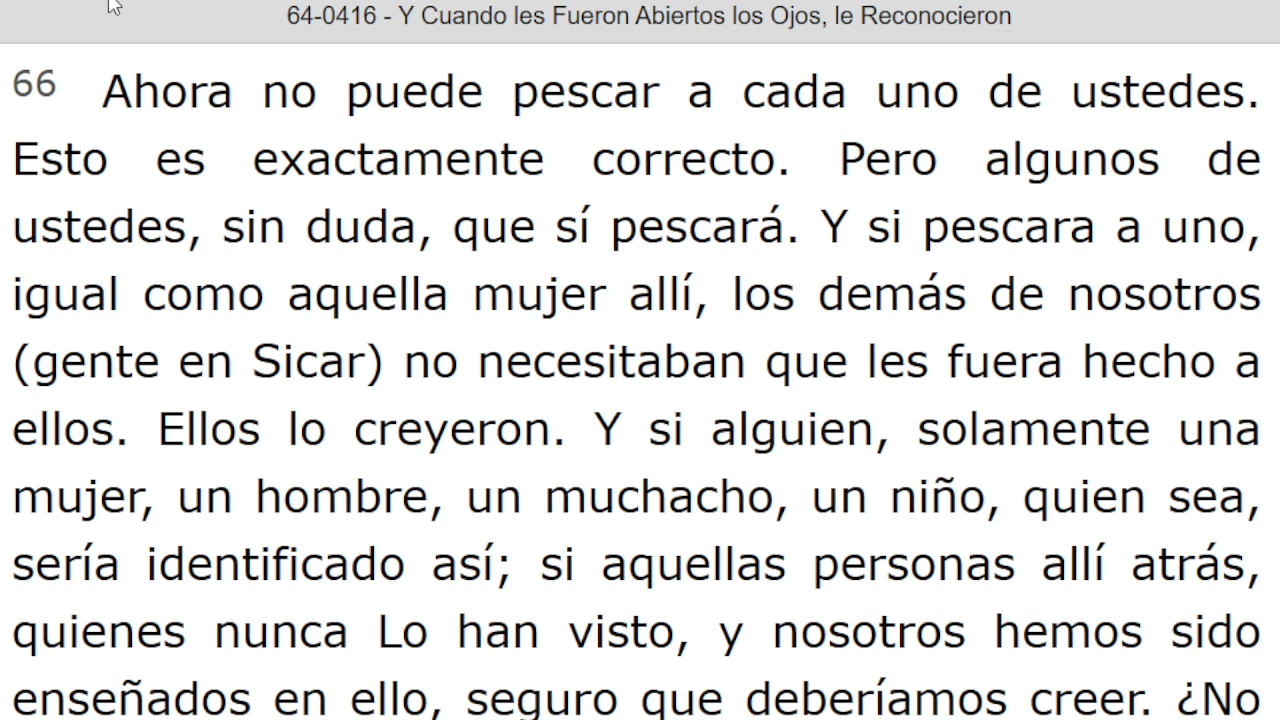 64-0416 - Y Cuando les Fueron Abiertos los Ojos, le Reconocieron
66 Ahora no puede pescar a cada uno de ustedes.
Esto es exactamente correcto. Pero algunos de
ustedes, sin duda, que sí pescará. Y si pescara a uno,
igual como aquella mujer allí, los demás de nosotros
(gente en Sicar) no necesitaban que les fuera hecho a
ellos. Ellos lo creyeron. Y si alguien, solamente una
mujer, un hombre, un muchacho, un niño, quien sea,
sería identificado así; si aquellas personas allí atrás,
quienes nunca Lo han visto, y nosotros hemos sido
enseñados en ello, seguro que deberíamos creer. ¿No